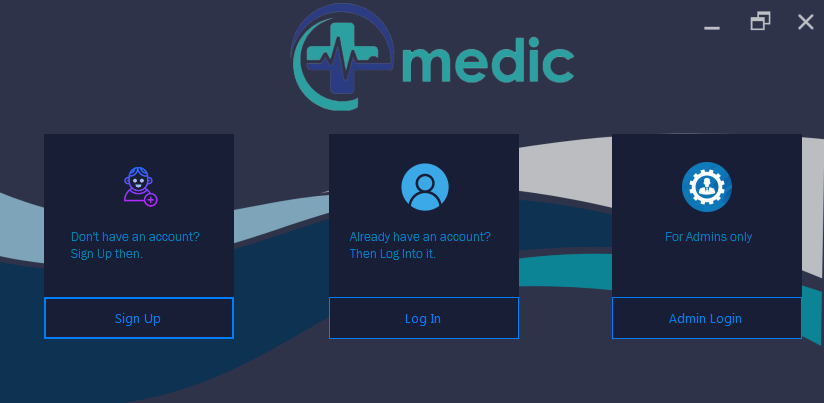 medic
Don't have an account?
Sign Up then.
Already have an account?
Then Log Into it.
For Admins only
Sign Up
Log In
Admin Login